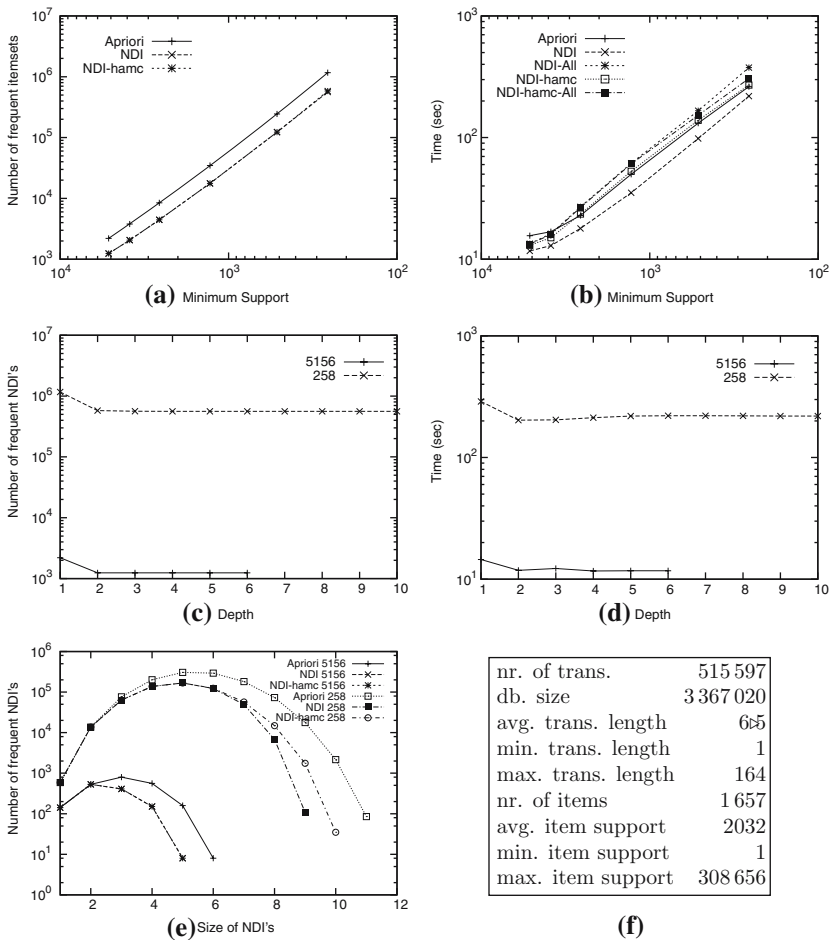 Number of frequent itemsets
10^7
10^6
10^5
10^4
10^3
Apriori
NDI
NDI-hamc
10^4
10^3
10^2
(a) Minimum Support
Time (sec)
10^3
10^2
10^1
Apriori
NDI
NDI-All
NDI-hamc
NDI-hamc-All
10^4
10^3
10^2
(b) Minimum Support
Number of frequent NDI's
10^7
10^6
10^5
10^4
10^3
5156
258
1 2 3 4 5 6 7 8 9 10
(c) Depth
Time (sec)
10^3
10^2
10^1
5156
258
1 2 3 4 5 6 7 8 9 10
(d) Depth
Number of frequent NDI's
10^6
10^5
10^4
10^3
10^2
10^1
10^0
Apriori 5156
NDI 5156
NDI-hamc 5156
Apriori 258
NDI 258
NDI-hamc 258
2 4 6 8 10 12
(e) Size of NDI's
nr. of trans. 515 597
db. size 3 367 020
avg. trans. length 6▷5
min. trans. length 1
max. trans. length 164
nr. of items 1 657
avg. item support 2032
min. item support 1
max. item support 308 656
(f)